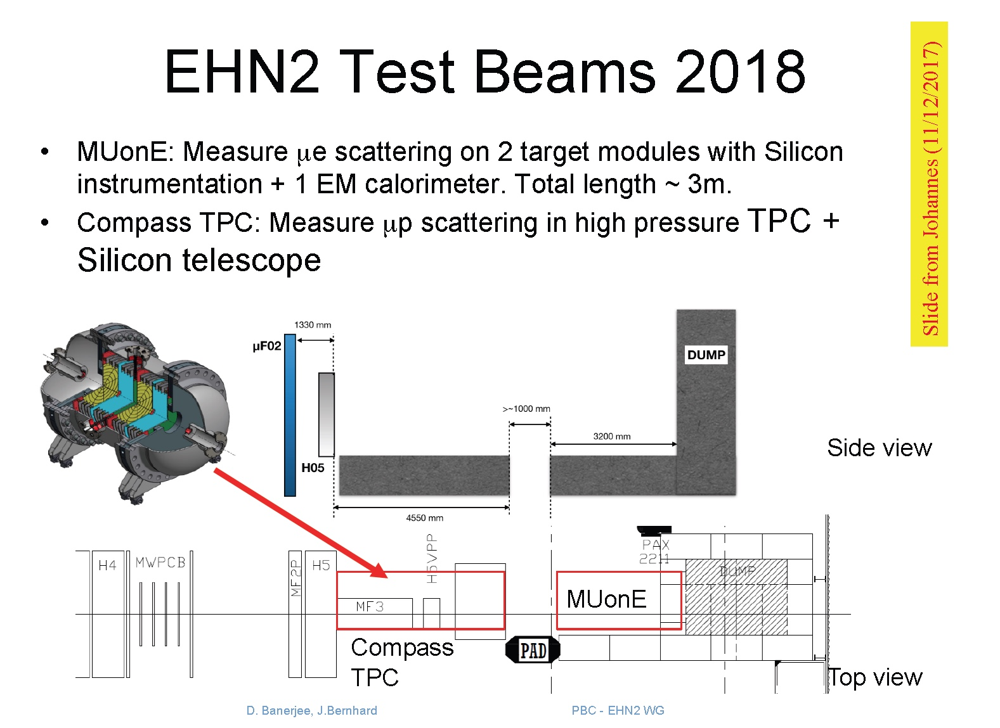 EHN2 Test Beams 2018
Slide from Johannes (11/12/2017)
• MUonE: Measure μe scattering on 2 target modules with Silicon
instrumentation + 1 EM calorimeter. Total length ~ 3m.
• Compass TPC: Measure μp scattering in high pressure TPC +
Silicon telescope
1330 mm
μF02
DUMP
>~1000 mm
3200 mm
Side view
H05
4550 mm
H4
MWPCB
MF2P
H5
H5VPP
PAX
2211
DUMP
MF3
MUonE
Compass
TPC
PAD
Top view
D. Banerjee, J.Bernhard
PBC - EHN2 WG